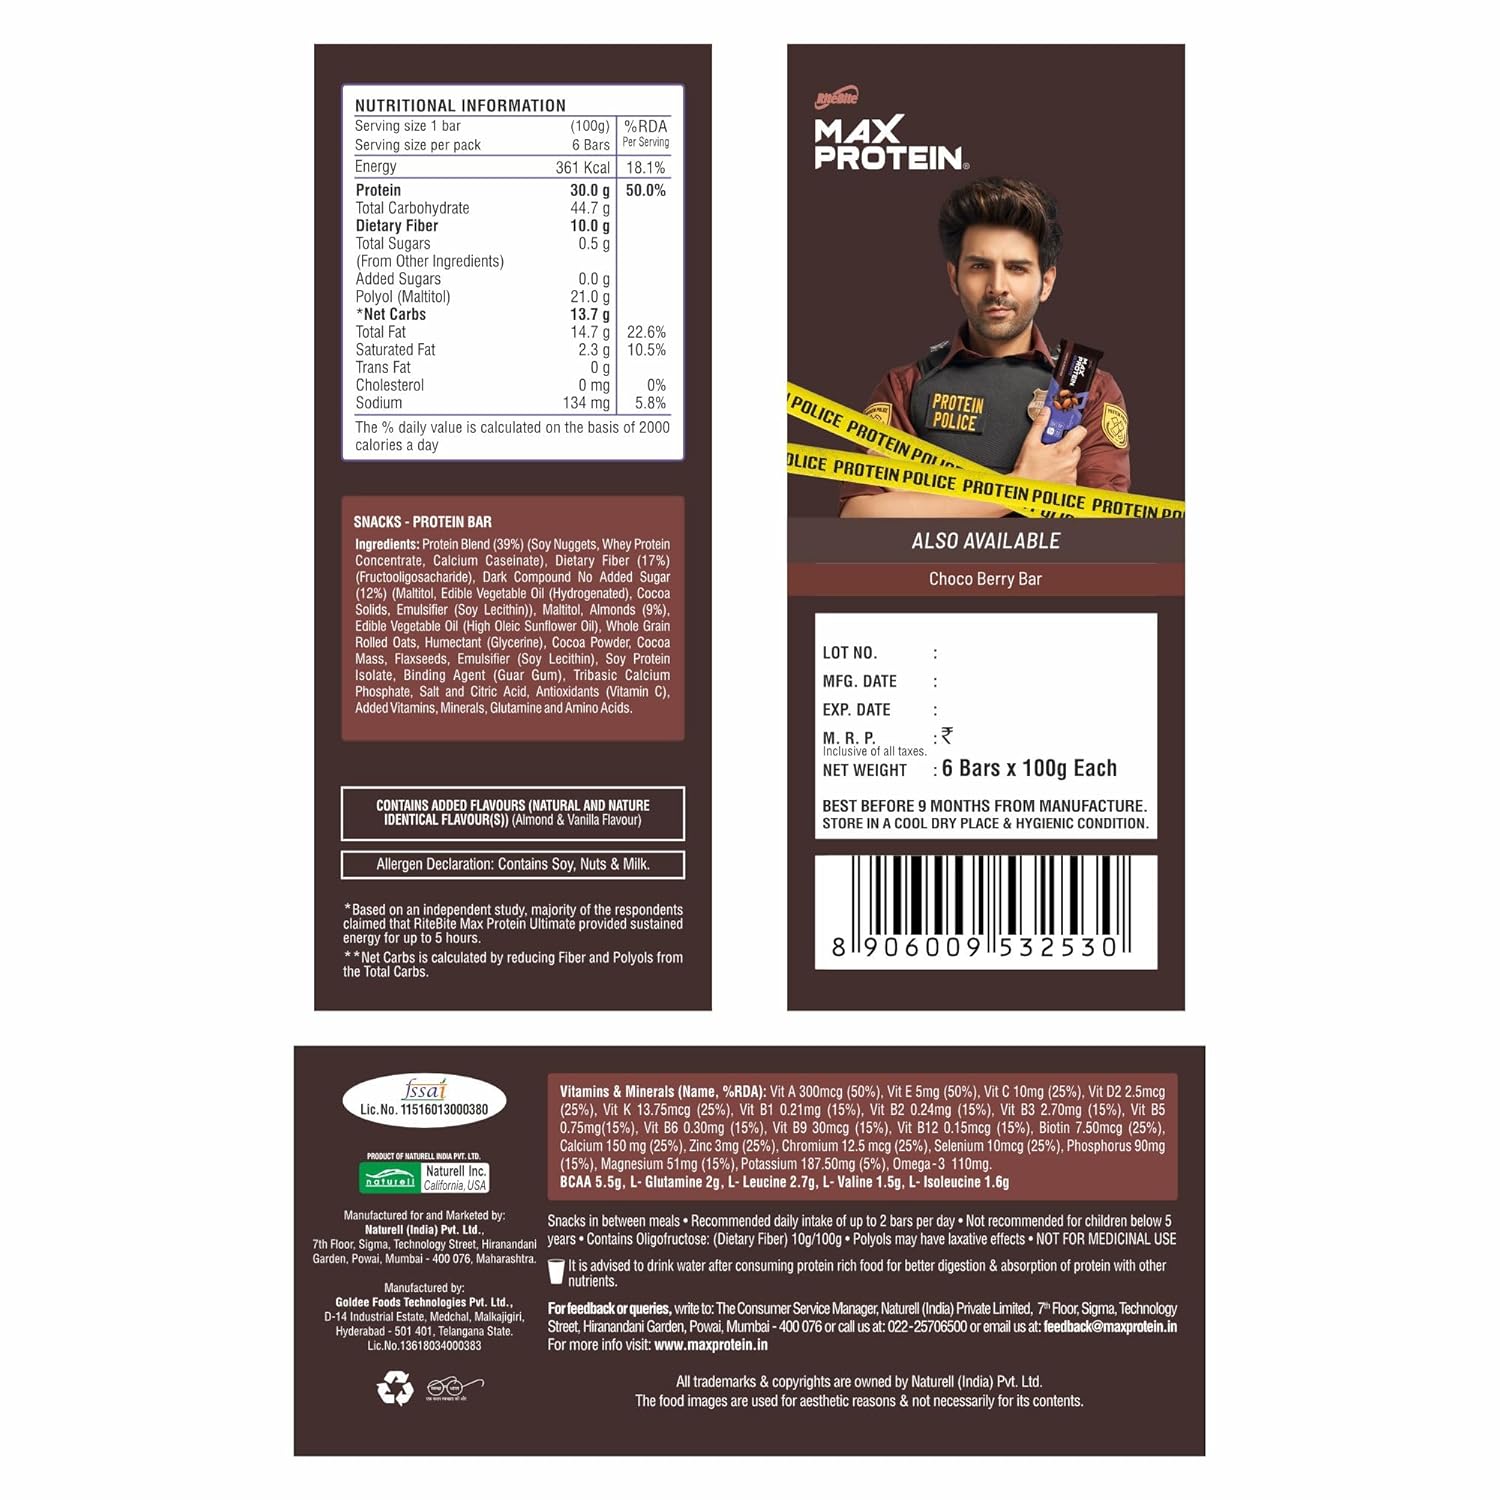 NUTRITIONAL INFORMATION
Serving size 1 bar (100g) %RDA
Serving size per pack 6 Bars Per Serving
Energy 361 Kcal 18.1%
Protein 30.0 g 50.0%
Total Carbohydrate 44.7 g
Dietary Fiber 10.0 g
Total Sugars 0.5 g
(From Other Ingredients)
Added Sugars 0.0 g
Polyol (Maltitol) 21.0 g
*Net Carbs 13.7 g
Total Fat 14.7 g 22.6%
Saturated Fat 2.3 g 10.5%
Trans Fat 0 g
Cholesterol 0 mg 0%
Sodium 134 mg 5.8%
The % daily value is calculated on the basis of 2000
calories a day
SNACKS - PROTEIN BAR
Ingredients: Protein Blend (39%) (Soy Nuggets, Whey Protein
Concentrate, Calcium Caseinate), Dietary Fiber (17%)
(Fructooligosacharide), Dark Compound No Added Sugar
(12%) (Maltitol, Edible Vegetable Oil (Hydrogenated), Cocoa
Solids, Emulsifier (Soy Lecithin)), Maltitol, Almonds (9%),
Edible Vegetable Oil (High Oleic Sunflower Oil), Whole Grain
Rolled Oats, Humectant (Glycerine), Cocoa Powder, Cocoa
Mass, Flaxseeds, Emulsifier (Soy Lecithin), Soy Protein
Isolate, Binding Agent (Guar Gum), Tribasic Calcium
Phosphate, Salt and Citric Acid, Antioxidants (Vitamin C),
Added Vitamins, Minerals, Glutamine and Amino Acids.
CONTAINS ADDED FLAVOURS (NATURAL AND NATURE
IDENTICAL FLAVOUR(S)) (Almond & Vanilla Flavour)
Allergen Declaration: Contains Soy, Nuts & Milk.
*Based on an independent study, majority of the respondents
claimed that RiteBite Max Protein Ultimate provided sustained
energy for up to 5 hours.
**Net Carbs is calculated by reducing Fiber and Polyols from
the Total Carbs.
RiteBite
MAX
PROTEIN®
MAX
PROTEIN
PROTEIN
POLICE
POLICE PROTEIN
OLICE PROTEIN POLICE PROTEIN POLICE PROTEIN PO
ALSO AVAILABLE
Choco Berry Bar
LOT NO. :
MFG. DATE :
EXP. DATE :
M. R. P. : ₹
Inclusive of all taxes.
NET WEIGHT : 6 Bars x 100g Each
BEST BEFORE 9 MONTHS FROM MANUFACTURE.
STORE IN A COOL DRY PLACE & HYGIENIC CONDITION.
8 906009 532530
fssai
Lic.No. 11516013000380
PRODUCT OF NATURELL INDIA PVT. LTD.
naturell Naturell Inc.
California, USA
Manufactured for and Marketed by:
Naturell (India) Pvt. Ltd.,
7th Floor, Sigma, Technology Street, Hiranandani
Garden, Powai, Mumbai - 400 076, Maharashtra.
Manufactured by:
Goldee Foods Technologies Pvt. Ltd.,
D-14 Industrial Estate, Medchal, Malkajigiri,
Hyderabad - 501 401, Telangana State.
Lic.No.13618034000383
Vitamins & Minerals (Name, %RDA): Vit A 300mcg (50%), Vit E 5mg (50%), Vit C 10mg (25%), Vit D2 2.5mcg
(25%), Vit K 13.75mcg (25%), Vit B1 0.21mg (15%), Vit B2 0.24mg (15%), Vit B3 2.70mg (15%), Vit B5
0.75mg(15%), Vit B6 0.30mg (15%), Vit B9 30mcg (15%), Vit B12 0.15mcg (15%), Biotin 7.50mcg (25%),
Calcium 150 mg (25%), Zinc 3mg (25%), Chromium 12.5 mcg (25%), Selenium 10mcg (25%), Phosphorus 90mg
(15%), Magnesium 51mg (15%), Potassium 187.50mg (5%), Omega-3 110mg.
BCAA 5.5g, L- Glutamine 2g, L- Leucine 2.7g, L- Valine 1.5g, L- Isoleucine 1.6g
Snacks in between meals • Recommended daily intake of up to 2 bars per day • Not recommended for children below 5
years • Contains Oligofructose: (Dietary Fiber) 10g/100g • Polyols may have laxative effects • NOT FOR MEDICINAL USE
It is advised to drink water after consuming protein rich food for better digestion & absorption of protein with other
nutrients.
For feedback or queries, write to: The Consumer Service Manager, Naturell (India) Private Limited, 7th Floor, Sigma, Technology
Street, Hiranandani Garden, Powai, Mumbai - 400 076 or call us at: 022-25706500 or email us at: feedback@maxprotein.in
For more info visit: www.maxprotein.in
All trademarks & copyrights are owned by Naturell (India) Pvt. Ltd.
The food images are used for aesthetic reasons & not necessarily for its contents.